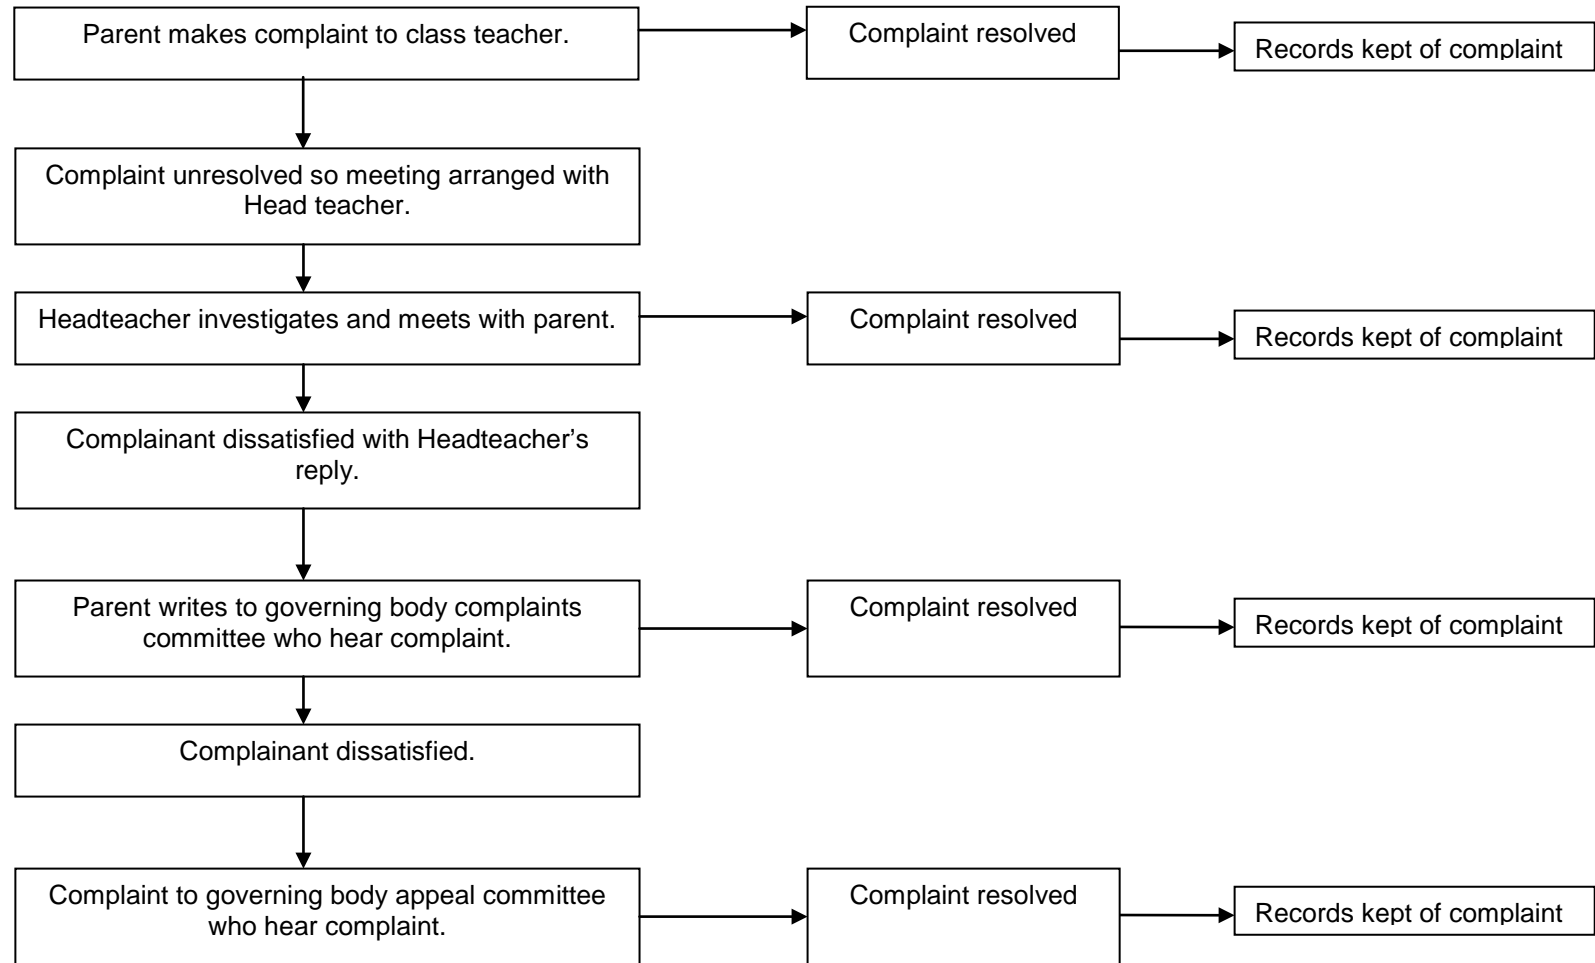 Parent makes complaint to class teacher.
Complaint resolved
Records kept of complaint
Complaint unresolved so meeting arranged with
Head teacher.
Headteacher investigates and meets with parent.
Complaint resolved
Records kept of complaint
Complainant dissatisfied with Headteacher’s
reply.
Parent writes to governing body complaints
committee who hear complaint.
Complaint resolved
Records kept of complaint
Complainant dissatisfied.
Complaint to governing body appeal committee
who hear complaint.
Complaint resolved
Records kept of complaint